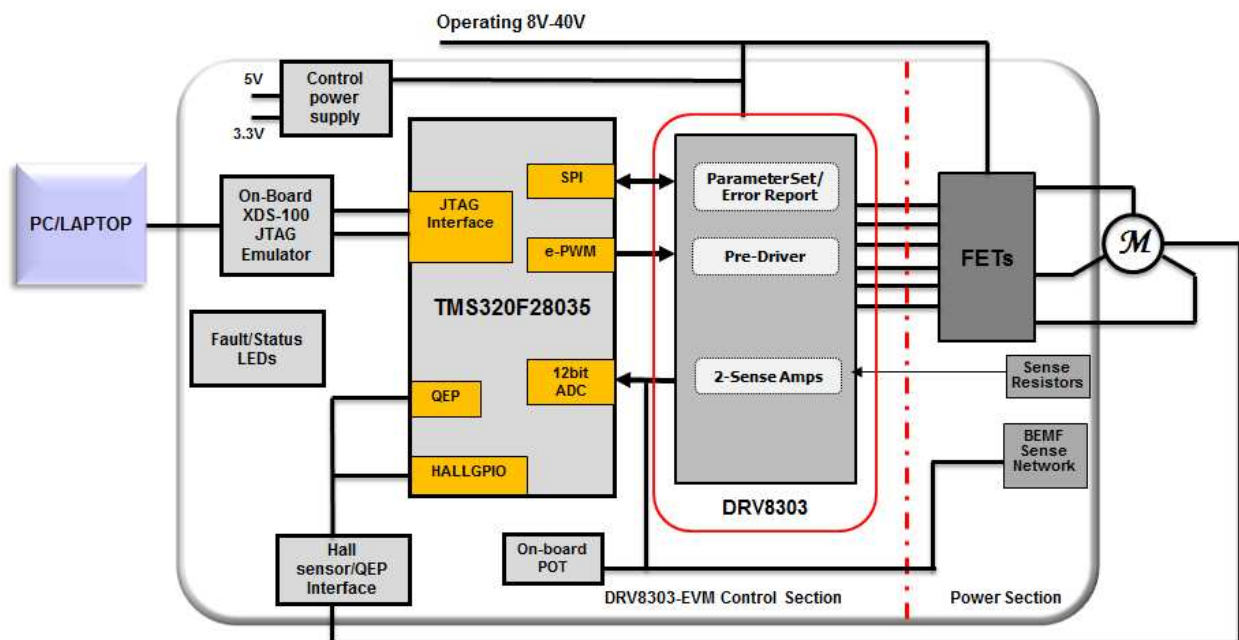 Operating 8V-40V
5V
3.3V
Control
power
supply
PC/LAPTOP
On-Board
XDS-100
JTAG
Emulator
JTAG
Interface
SPI
e-PWM
TMS320F28035
12bit
ADC
QEP
HALLGPIO
ParameterSet/
Error Report
Pre-Driver
2-Sense Amps
DRV8303
FETs
M
Sense
Resistors
BEMF
Sense
Network
Fault/Status
LEDs
Hall
sensor/QEP
Interface
On-board
POT
DRV8303-EVM Control Section
Power Section